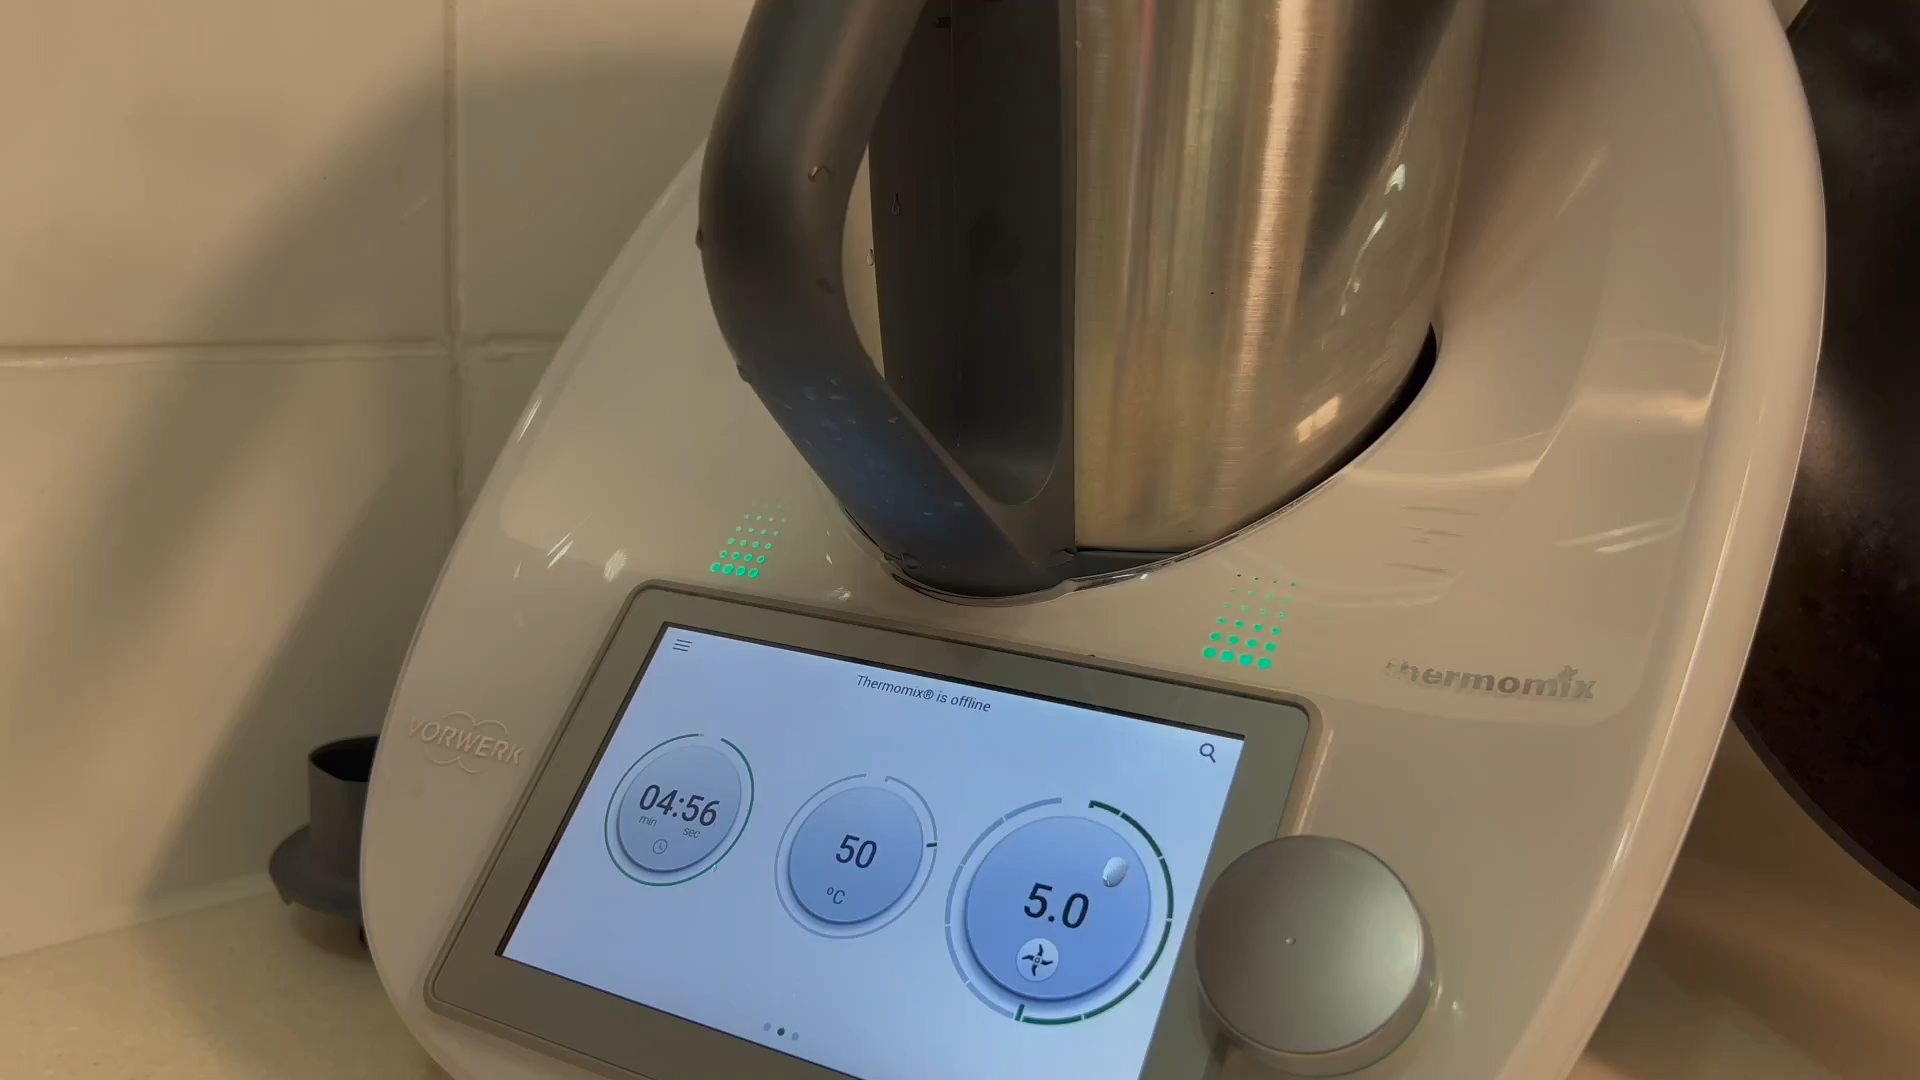 thermomix
VORWERK
Thermomix® is offline
04:56
min sec
50
°C
5.0